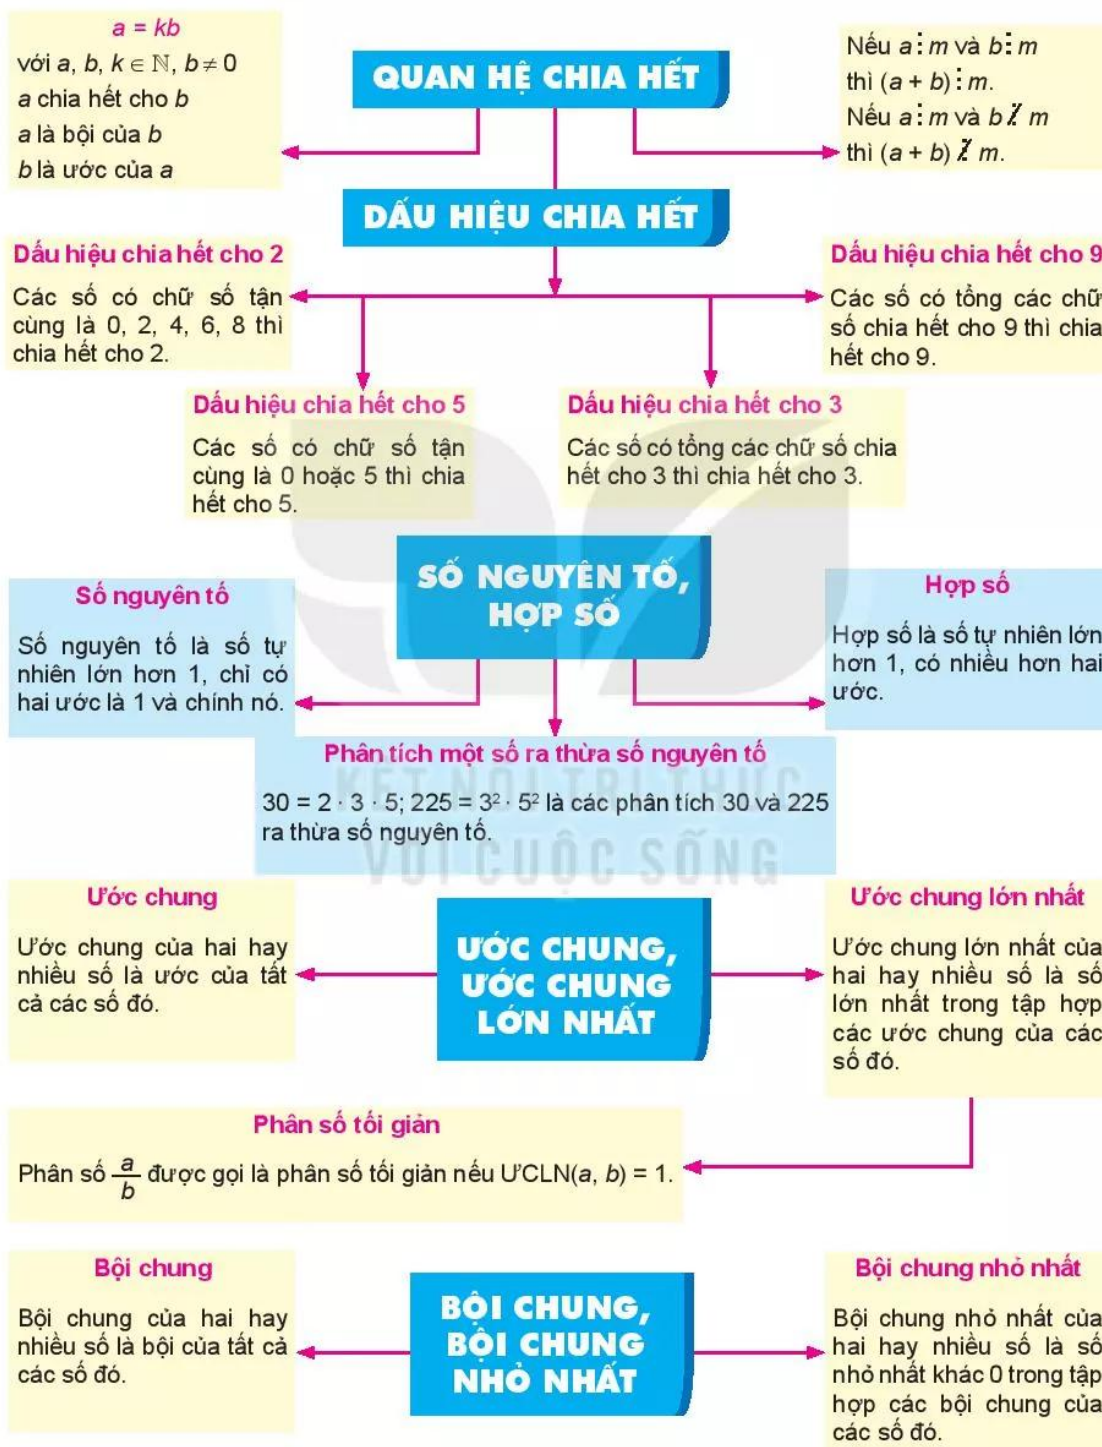 a = kb
với a, b, k ∈ ℕ, b ≠ 0
a chia hết cho b
a là bội của b
b là ước của a
QUAN HỆ CHIA HẾT
Nếu a ⋮ m và b ⋮ m
thì (a + b) ⋮ m.
Nếu a ⋮ m và b ⋮̸ m
thì (a + b) ⋮̸ m.
DẤU HIỆU CHIA HẾT
Dấu hiệu chia hết cho 2
Các số có chữ số tận
cùng là 0, 2, 4, 6, 8 thì
chia hết cho 2.
Dấu hiệu chia hết cho 9
Các số có tổng các chữ
số chia hết cho 9 thì chia
hết cho 9.
Dấu hiệu chia hết cho 5
Các số có chữ số tận
cùng là 0 hoặc 5 thì chia
hết cho 5.
Dấu hiệu chia hết cho 3
Các số có tổng các chữ số chia
hết cho 3 thì chia hết cho 3.
SỐ NGUYÊN TỐ,
HỢP SỐ
Số nguyên tố
Số nguyên tố là số tự
nhiên lớn hơn 1, chỉ có
hai ước là 1 và chính nó.
Hợp số
Hợp số là số tự nhiên lớn
hơn 1, có nhiều hơn hai
ước.
Phân tích một số ra thừa số nguyên tố
30 = 2 · 3 · 5; 225 = 3² · 5² là các phân tích 30 và 225
ra thừa số nguyên tố.
KẾT NỐI TRI THỨC
VỚI CUỘC SỐNG
Ước chung
Ước chung của hai hay
nhiều số là ước của tất
cả các số đó.
ƯỚC CHUNG,
ƯỚC CHUNG
LỚN NHẤT
Ước chung lớn nhất
Ước chung lớn nhất của
hai hay nhiều số là số
lớn nhất trong tập hợp
các ước chung của các
số đó.
Phân số tối giản
Phân số a/b được gọi là phân số tối giản nếu ƯCLN(a, b) = 1.
Bội chung
Bội chung của hai hay
nhiều số là bội của tất cả
các số đó.
BỘI CHUNG,
BỘI CHUNG
NHỎ NHẤT
Bội chung nhỏ nhất
Bội chung nhỏ nhất của
hai hay nhiều số là số
nhỏ nhất khác 0 trong tập
hợp các bội chung của
các số đó.